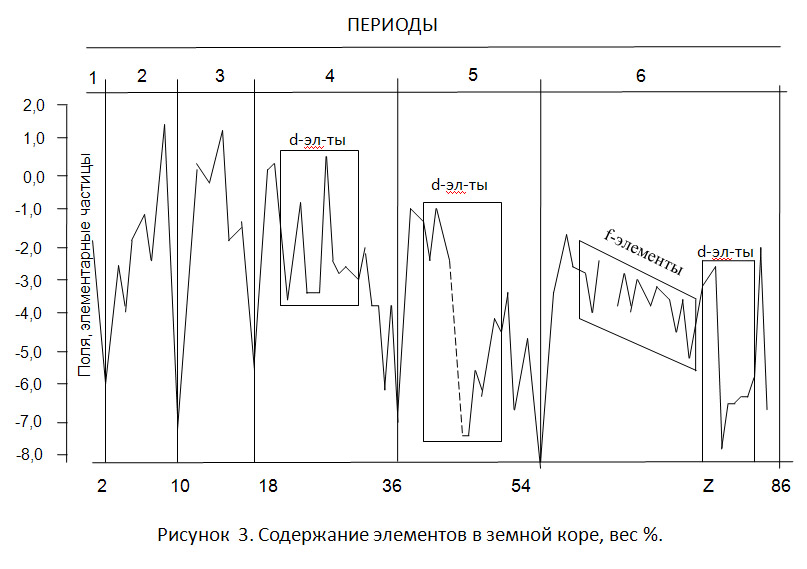 ПЕРИОДЫ
1 2 3 4 5 6
2,0
1,0
0,0
-1,0
-2,0
-3,0
-4,0
-5,0
-6,0
-7,0
-8,0
Поля, элементарные частицы
d-эл-ты
d-эл-ты
f-элементы
d-эл-ты
2 10 18 36 54 Z 86
Рисунок 3. Содержание элементов в земной коре, вес %.